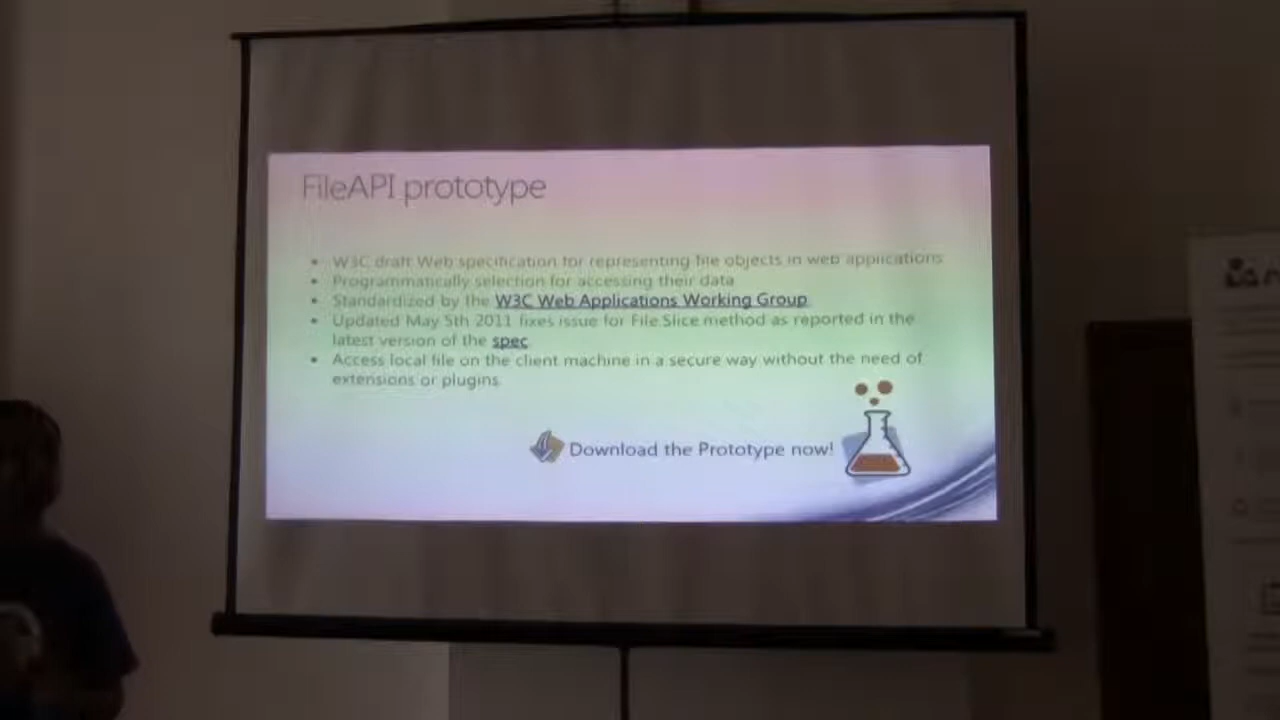 FileAPI prototype
• W3C draft Web specification for representing file objects in web applications
• Programmatically selection for accessing their data
• Standardized by the W3C Web Applications Working Group
• Updated May 5th 2011 fixes issue for File.Slice method as reported in the
latest version of the spec
• Access local file on the client machine in a secure way without the need of
extensions or plugins
Download the Prototype now!